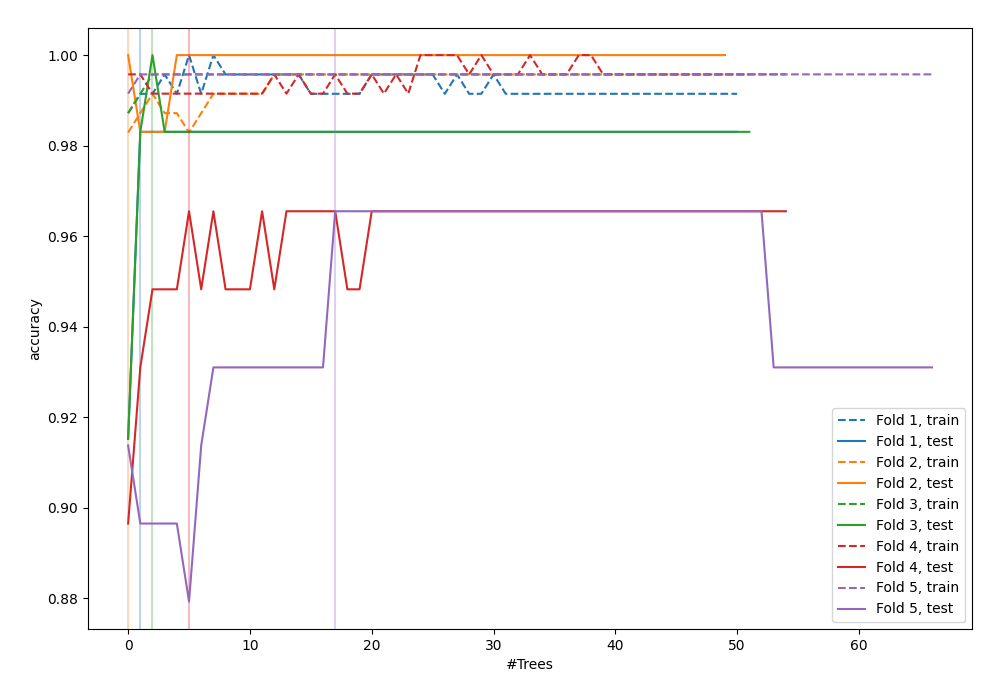 1.00
0.98
0.96
0.94
0.92
0.90
0.88
accuracy
0
10
20
30
40
50
60
#Trees
Fold 1, train
Fold 1, test
Fold 2, train
Fold 2, test
Fold 3, train
Fold 3, test
Fold 4, train
Fold 4, test
Fold 5, train
Fold 5, test